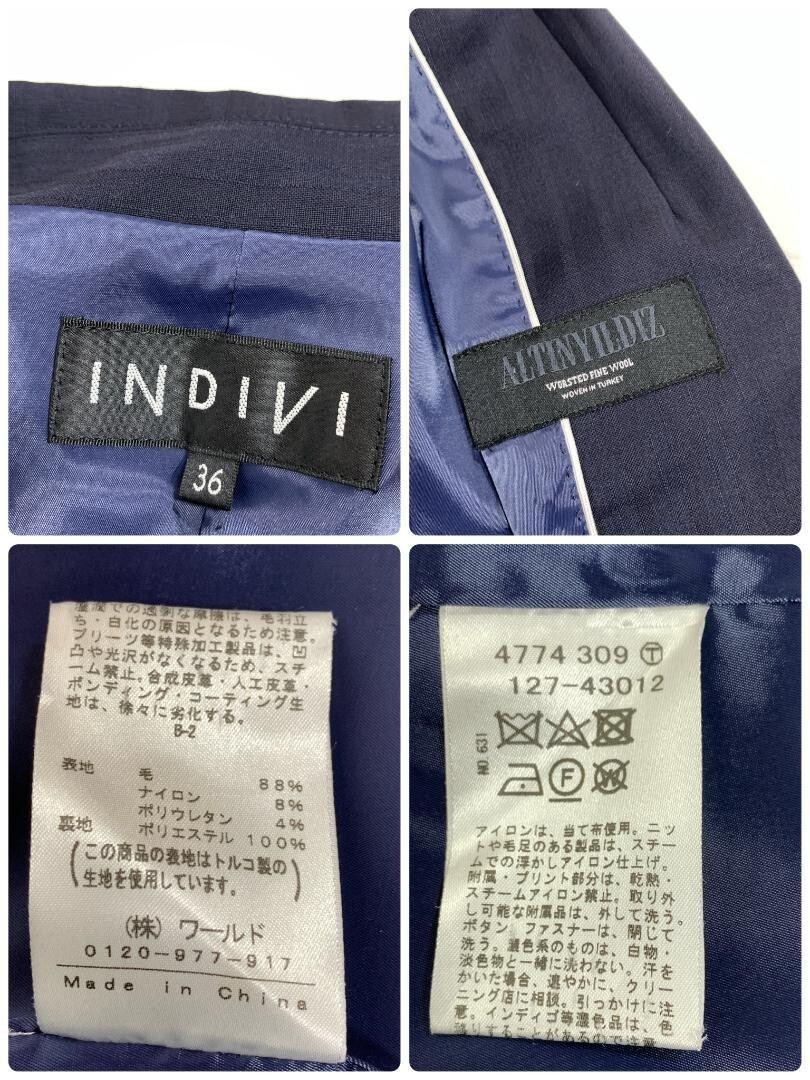 INDIVI
36
ALTINYILDIZ
WORSTED FINE WOOL
WOVEN IN TURKEY
ち・白化の原因となるため注意。
プリーツ等特殊加工製品は、凹
凸や光沢がなくなるため、スチ
ーム禁止。合成皮革・人工皮革・
ボンディング・コーティング生
地は、徐々に劣化する。
B-2
表地 毛 88%
ナイロン 8%
ポリウレタン 4%
裏地 ポリエステル 100%
(この商品の表地はトルコ製の
生地を使用しています。)
(株) ワールド
0120-977-917
Made in China
4774 309 Ⓣ
127-43012
NO.631
F
W
アイロンは、当て布使用。ニッ
トや毛足のある製品は、スチー
ムでの浮かしアイロン仕上げ。
附属・プリント部分は、乾熱・
スチームアイロン禁止。取り外
し可能な附属品は、外して洗う。
ボタン ファスナーは、閉じて
洗う。濃色系のものは、白物・
淡色物と一緒に洗わない。汗を
かいた場合、速やかに、クリー
ニング店に相談。引っかけに注
意。インディゴ等濃色品は、色
移りすることがあるので注意